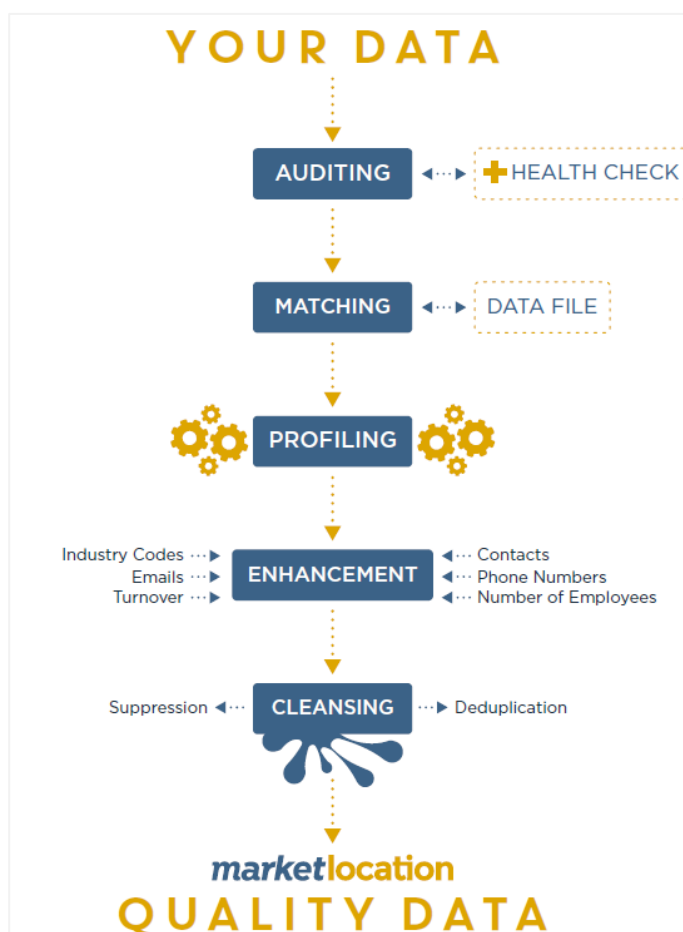 YOUR DATA
AUDITING
HEALTH CHECK
MATCHING
DATA FILE
PROFILING
Industry Codes
Emails
Turnover
ENHANCEMENT
Contacts
Phone Numbers
Number of Employees
Suppression
CLEANSING
Deduplication
marketlocation
QUALITY DATA